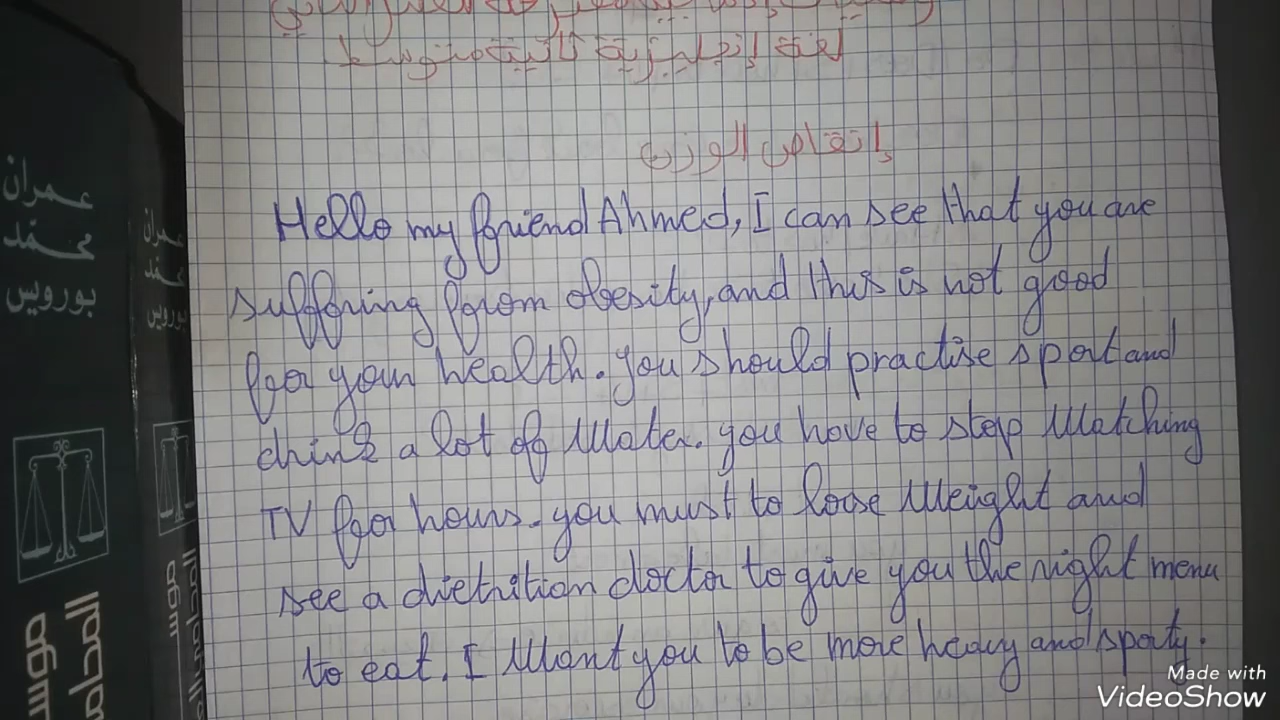 لغة إنجليزية ثانية متوسط
إنقاص الوزن
Hello my friend Ahmed, I can see that you are
suffring from obesity, and this is not good
for your health. you should practise sport and
drink a lot of water. you have to stop watching
TV for hours. you must to loose weight and
see a dietrition doctor to give you the right menu
to eat. I want you to be more heavy and sporty.
عمران
محمد
بورويس
عمران
محمد
بورويس
Made with
VideoShow